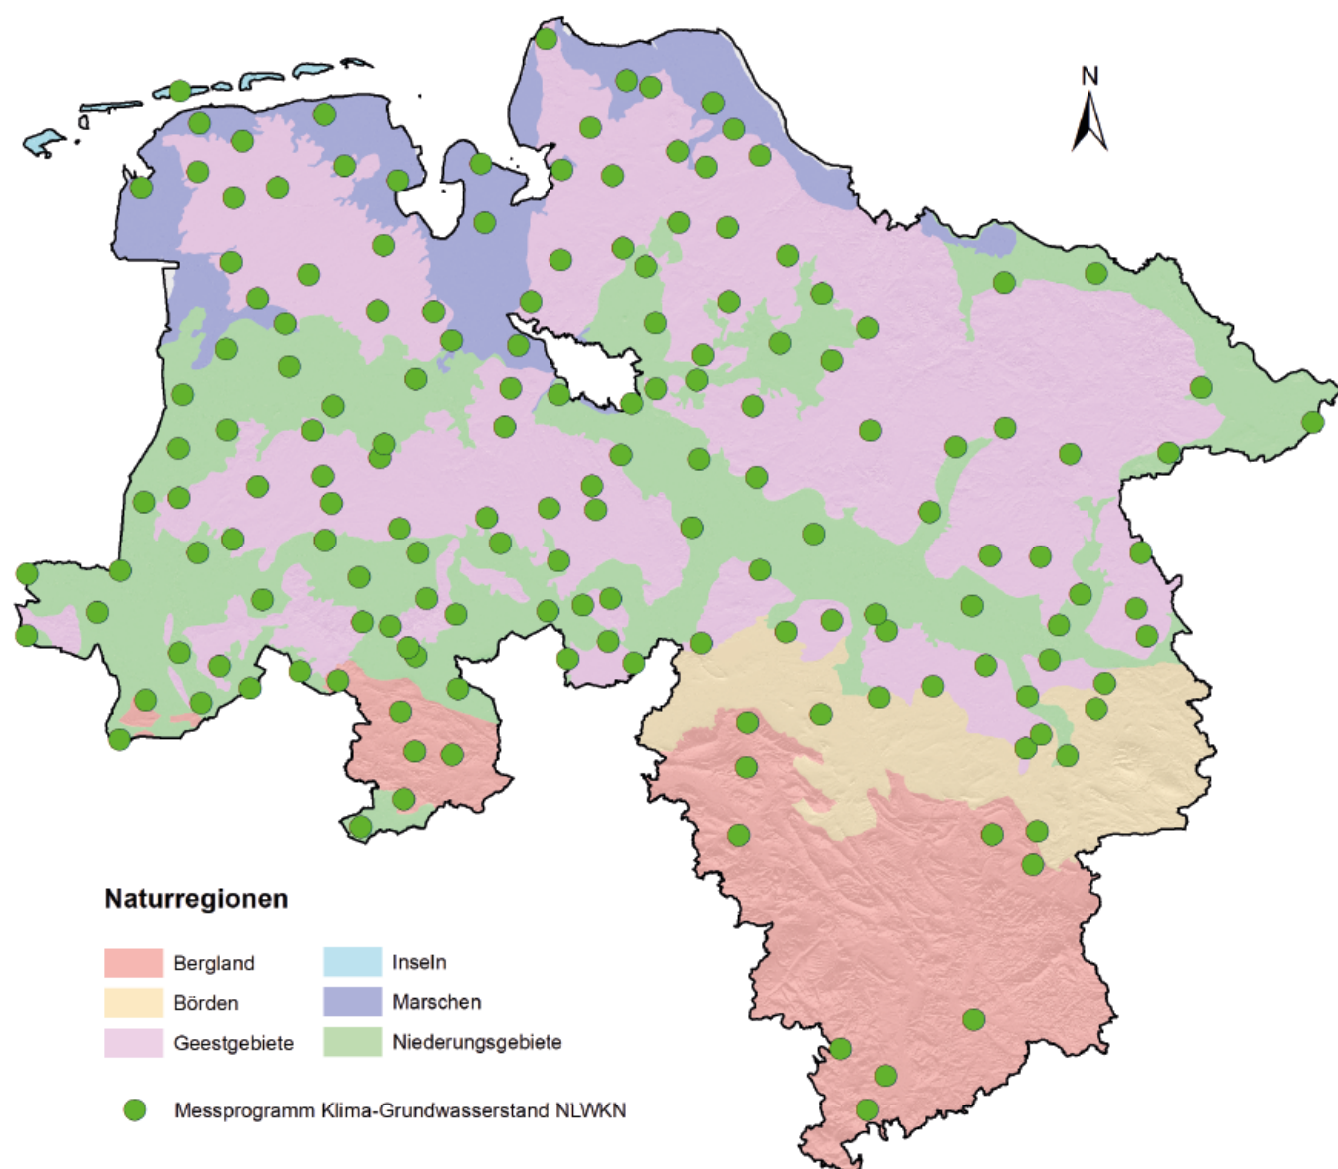 N
Naturregionen
Bergland
Inseln
Börden
Marschen
Geestgebiete
Niederungsgebiete
Messprogramm Klima-Grundwasserstand NLWKN